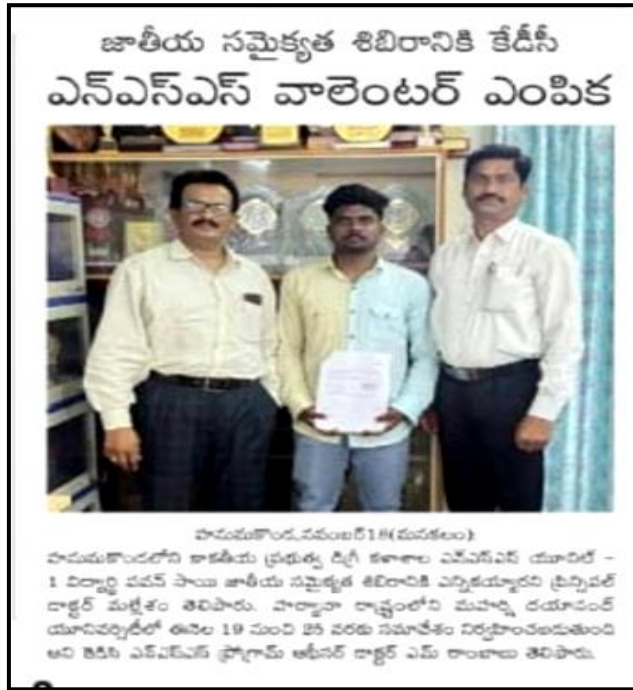 జాతీయ సమైక్యత శిబిరానికి కేడీసీ
ఎన్ఎస్ఎస్ వాలెంటర్ ఎంపిక
హనుమకొండ,నవంబర్18(మనకలం):
హనుమకొండలోని కాకతీయ ప్రభుత్వ డిగ్రీ కళాశాల ఎన్ఎస్ఎస్ యూనిట్ -
1 విద్యార్థి పవన్ సాయి జాతీయ సమైక్యత శిబిరానికి ఎన్నికయ్యారని ప్రిన్సిపల్
డాక్టర్ మల్లేశం తెలిపారు. హర్యానా రాష్ట్రంలోని మహర్షి దయానంద్
యూనివర్సిటీలో ఈనెల 19 నుంచి 25 వరకు సమావేశం నిర్వహించబడుతుంది
అని కెడిసి ఎన్ఎస్ఎస్ ప్రోగ్రామ్ ఆఫీసర్ డాక్టర్ ఎమ్ రాంబాబు తెలిపారు.